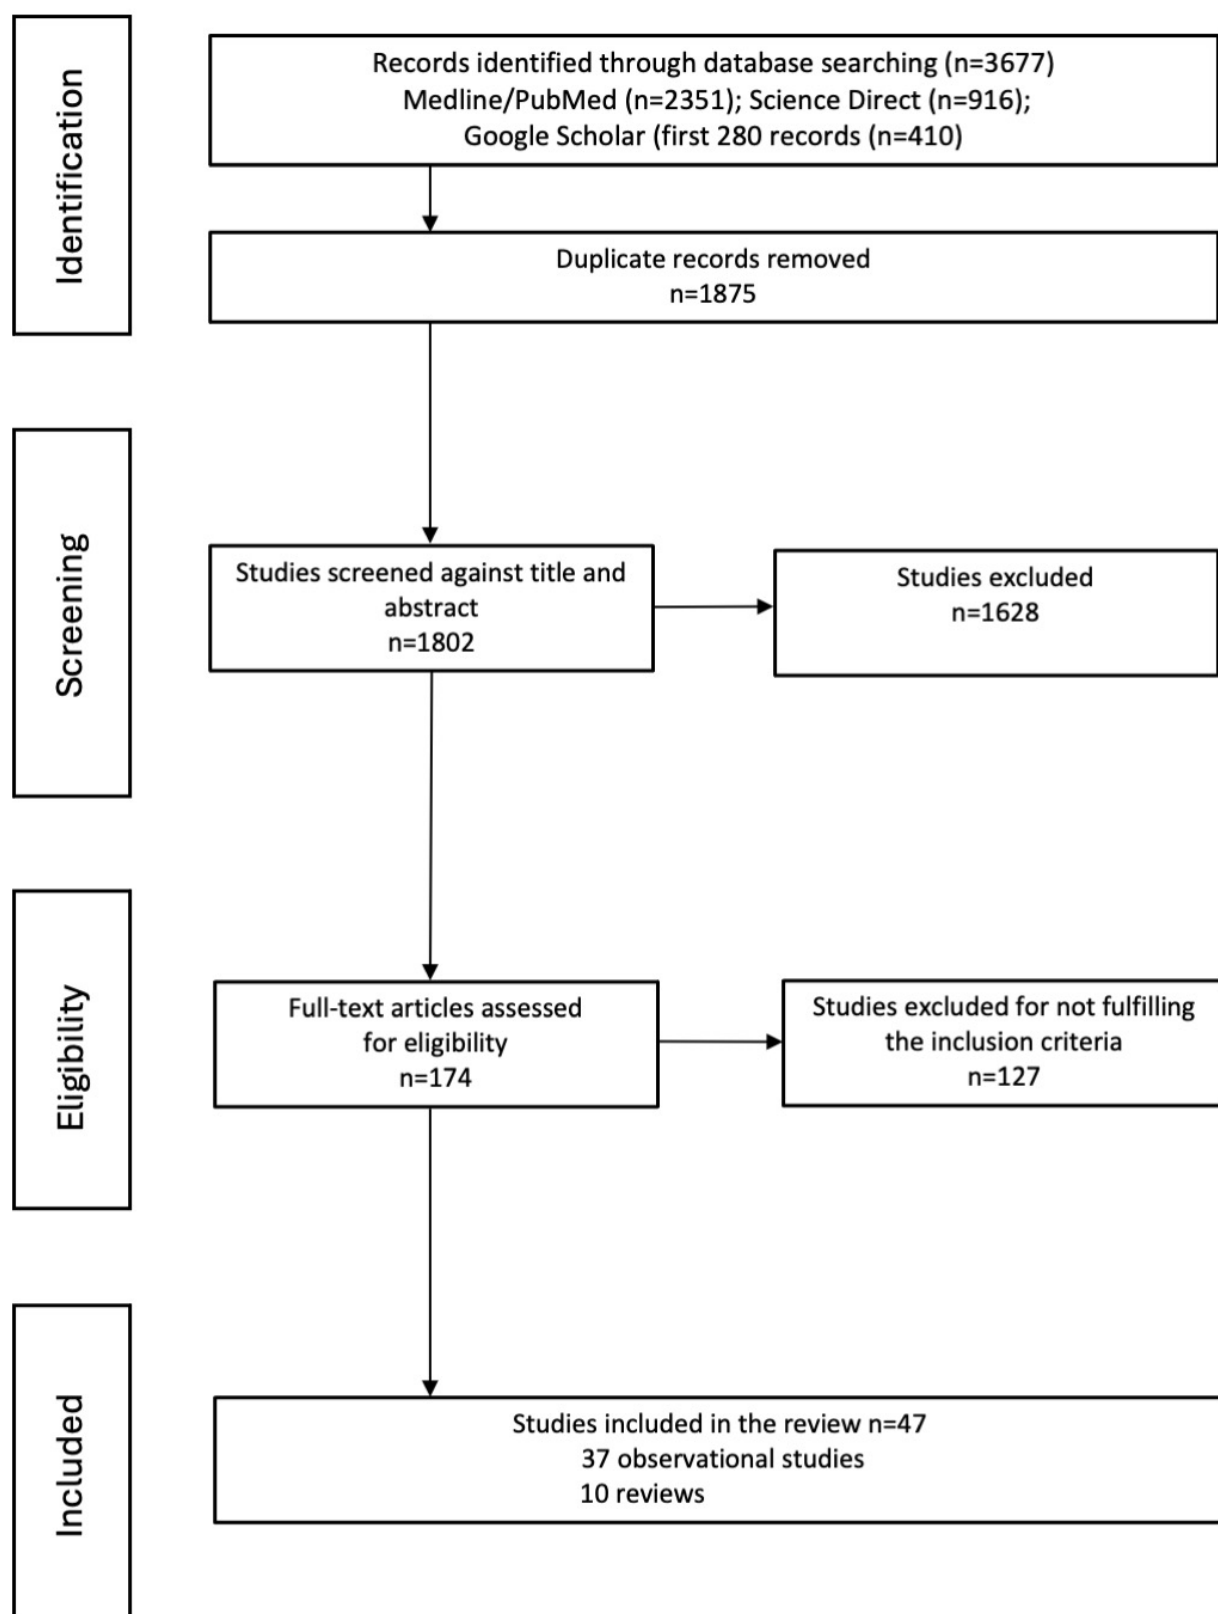 Identification
Records identified through database searching (n=3677)
Medline/PubMed (n=2351); Science Direct (n=916);
Google Scholar (first 280 records (n=410)
Duplicate records removed
n=1875
Screening
Studies screened against title and
abstract
n=1802
Studies excluded
n=1628
Eligibility
Full-text articles assessed
for eligibility
n=174
Studies excluded for not fulfilling
the inclusion criteria
n=127
Included
Studies included in the review n=47
37 observational studies
10 reviews